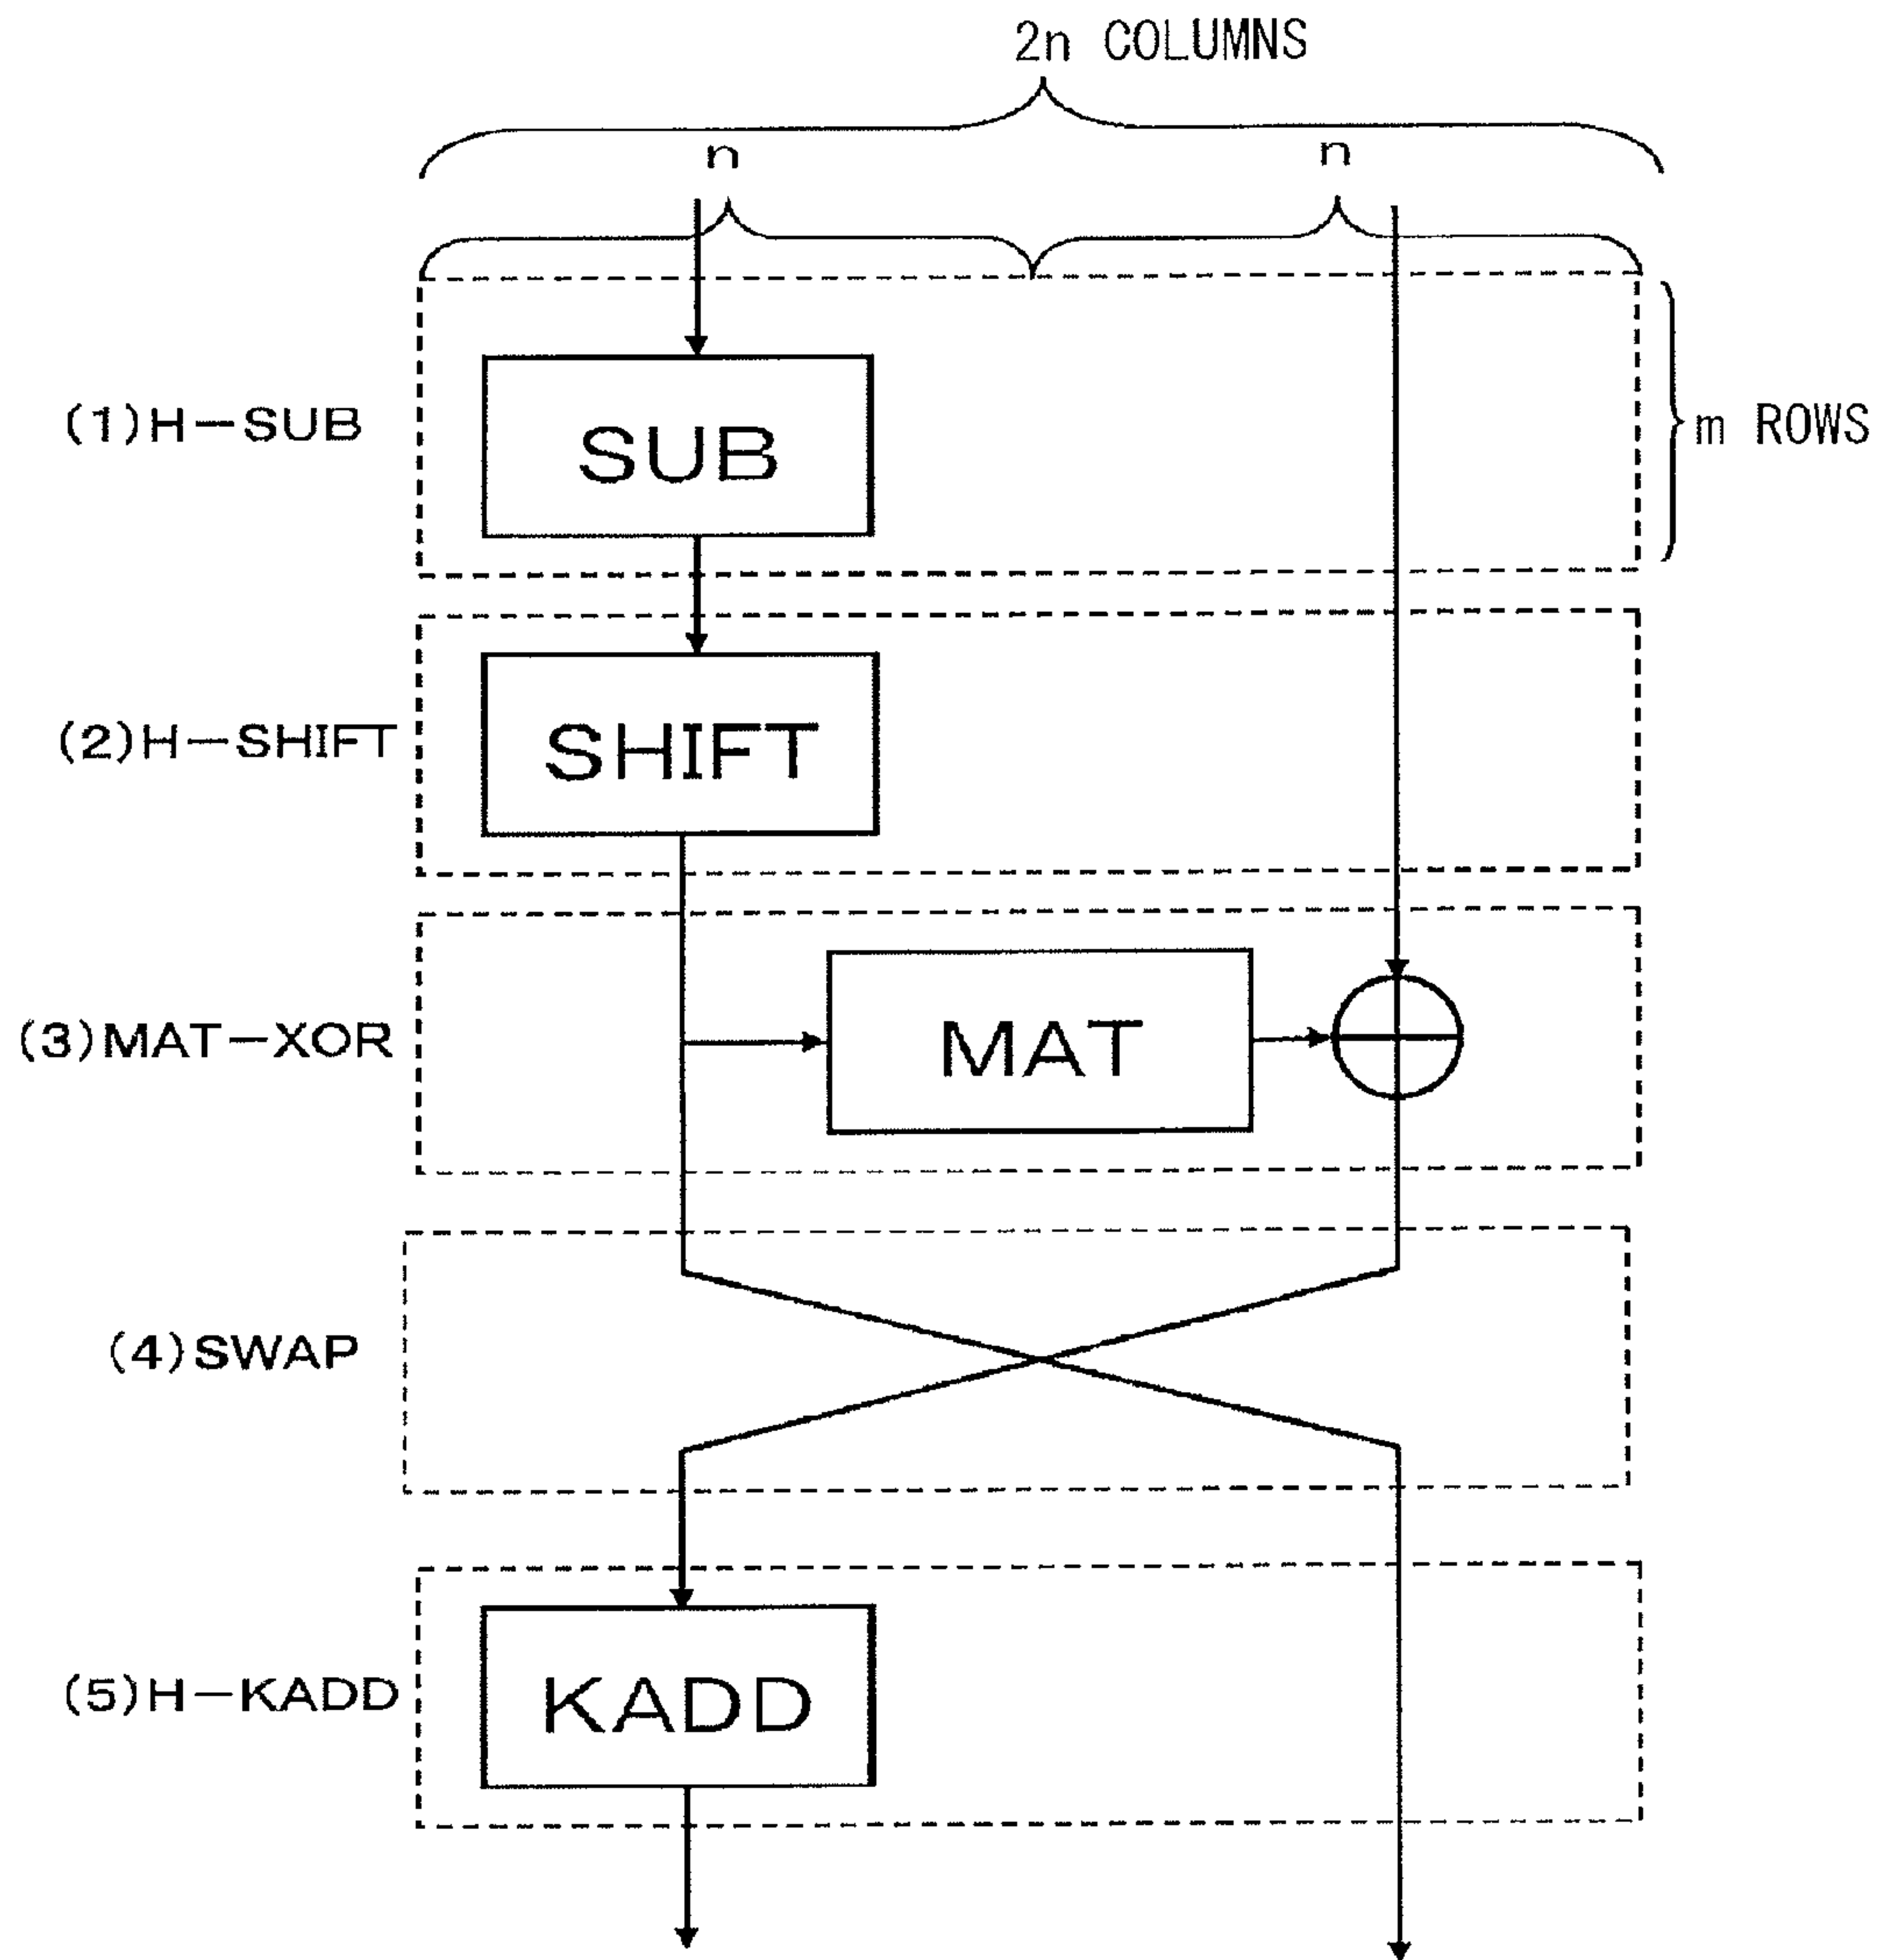 2n COLUMNS
n n
(1)H-SUB SUB m ROWS
(2)H-SHIFT SHIFT
(3)MAT-XOR MAT
(4)SWAP
(5)H-KADD KADD